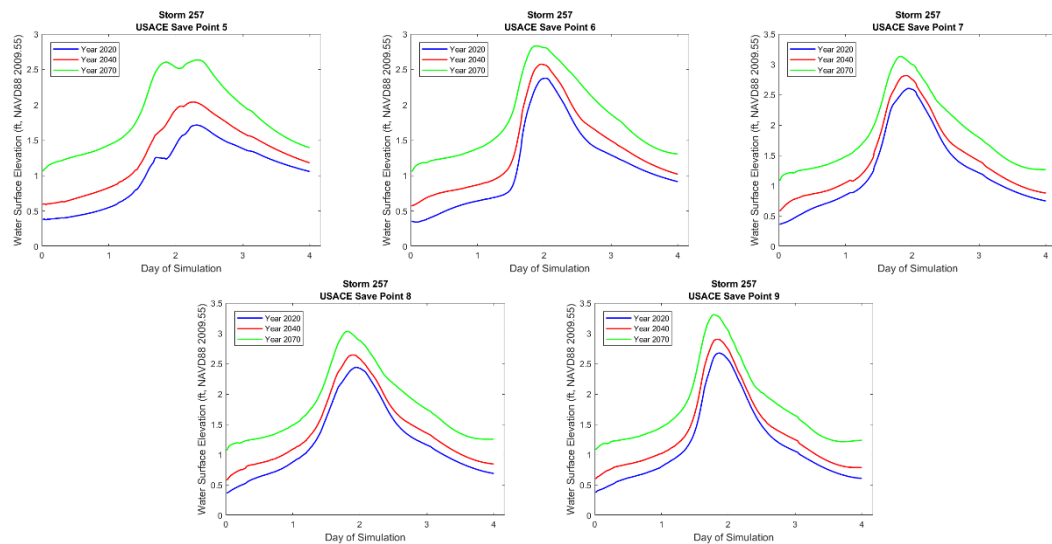 Storm 257
USACE Save Point 5
Water Surface Elevation (ft, NAVD88 2009.55)
3
2.5
2
1.5
1
0.5
0
Year 2020
Year 2040
Year 2070
0 1 2 3 4
Day of Simulation
Storm 257
USACE Save Point 6
Water Surface Elevation (ft, NAVD88 2009.55)
3
2.5
2
1.5
1
0.5
0
Year 2020
Year 2040
Year 2070
0 1 2 3 4
Day of Simulation
Storm 257
USACE Save Point 7
Water Surface Elevation (ft, NAVD88 2009.55)
3.5
3
2.5
2
1.5
1
0.5
0
Year 2020
Year 2040
Year 2070
0 1 2 3 4
Day of Simulation
Storm 257
USACE Save Point 8
Water Surface Elevation (ft, NAVD88 2009.55)
3.5
3
2.5
2
1.5
1
0.5
0
Year 2020
Year 2040
Year 2070
0 1 2 3 4
Day of Simulation
Storm 257
USACE Save Point 9
Water Surface Elevation (ft, NAVD88 2009.55)
3.5
3
2.5
2
1.5
1
0.5
0
Year 2020
Year 2040
Year 2070
0 1 2 3 4
Day of Simulation